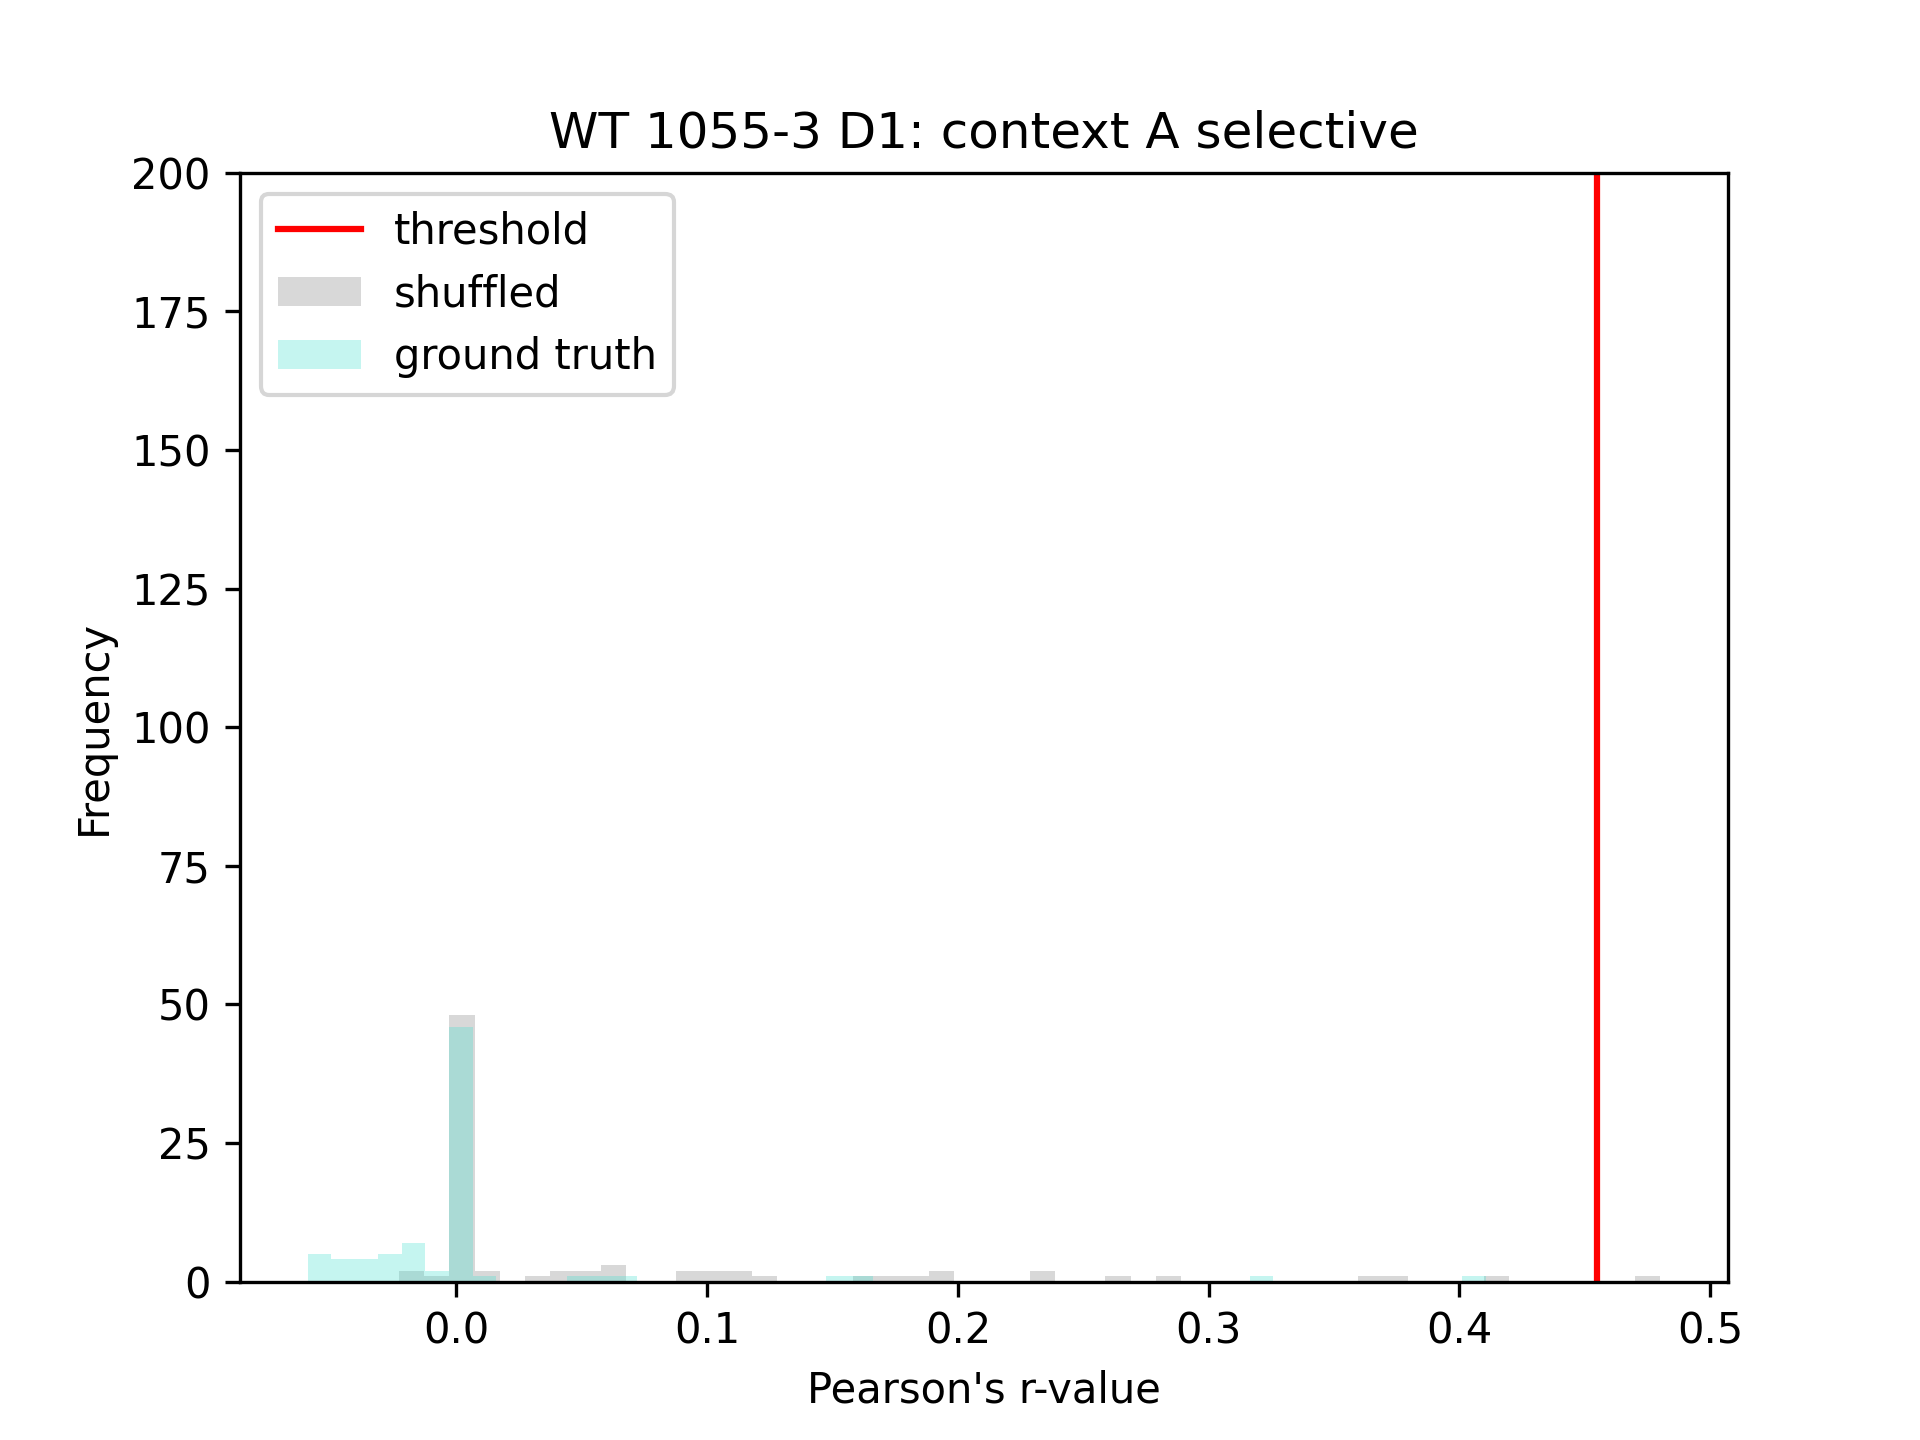 WT 1055-3 D1: context A selective
threshold
shuffled
ground truth
200
175
150
125
100
75
50
25
0
Frequency
0.0 0.1 0.2 0.3 0.4 0.5
Pearson's r-value